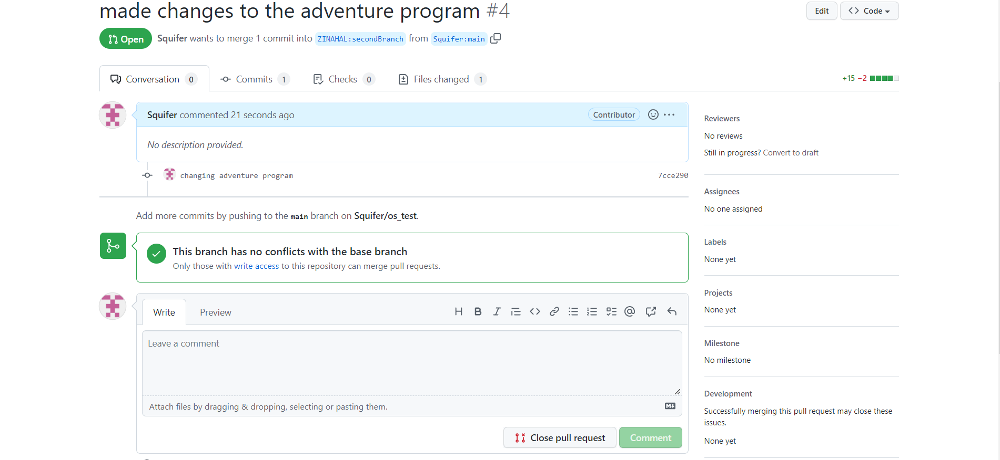 made changes to the adventure program #4
Edit
Code
Open
Squifer wants to merge 1 commit into ZINAHAL:secondBranch from Squifer:main
Conversation 0
Commits 1
Checks 0
Files changed 1
+15 −2
Squifer commented 21 seconds ago
Contributor
No description provided.
changing adventure program
7cce290
Add more commits by pushing to the main branch on Squifer/os_test.
This branch has no conflicts with the base branch
Only those with write access to this repository can merge pull requests.
Write
Preview
Leave a comment
Attach files by dragging & dropping, selecting or pasting them.
Close pull request
Comment
Reviewers
No reviews
Still in progress? Convert to draft
Assignees
No one assigned
Labels
None yet
Projects
None yet
Milestone
No milestone
Development
Successfully merging this pull request may close these
issues.
None yet